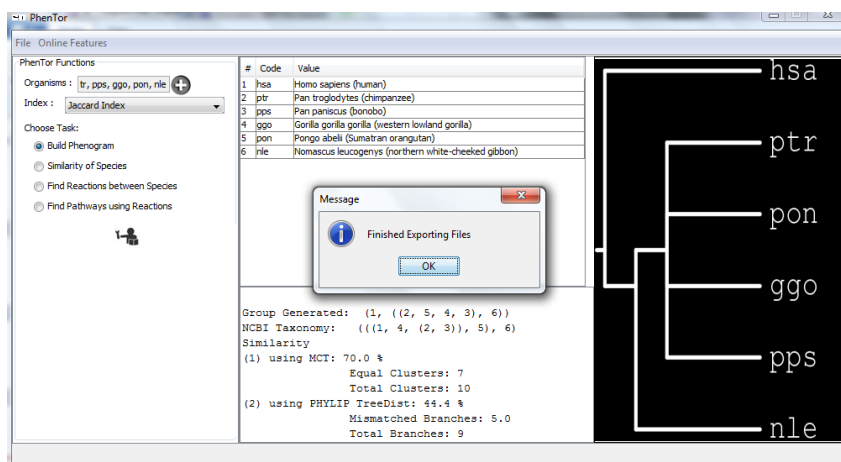 PhenTor
File Online Features
PhenTor Functions
Organisms : tr, pps, ggo, pon, nle
Index : Jaccard Index
Choose Task:
Build Phenogram
Similarity of Species
Find Reactions between Species
Find Pathways using Reactions
# Code Value
1 hsa Homo sapiens (human)
2 ptr Pan troglodytes (chimpanzee)
3 pps Pan paniscus (bonobo)
4 ggo Gorilla gorilla gorilla (western lowland gorilla)
5 pon Pongo abelii (Sumatran orangutan)
6 nle Nomascus leucogenys (northern white-cheeked gibbon)
Message
Finished Exporting Files
OK
Group Generated: (1, ((2, 5, 4, 3), 6))
NCBI Taxonomy: (((1, 4, (2, 3)), 5), 6)
Similarity
(1) using MCT: 70.0 %
Equal Clusters: 7
Total Clusters: 10
(2) using PHYLIP TreeDist: 44.4 %
Mismatched Branches: 5.0
Total Branches: 9
hsa
ptr
pon
ggo
pps
nle